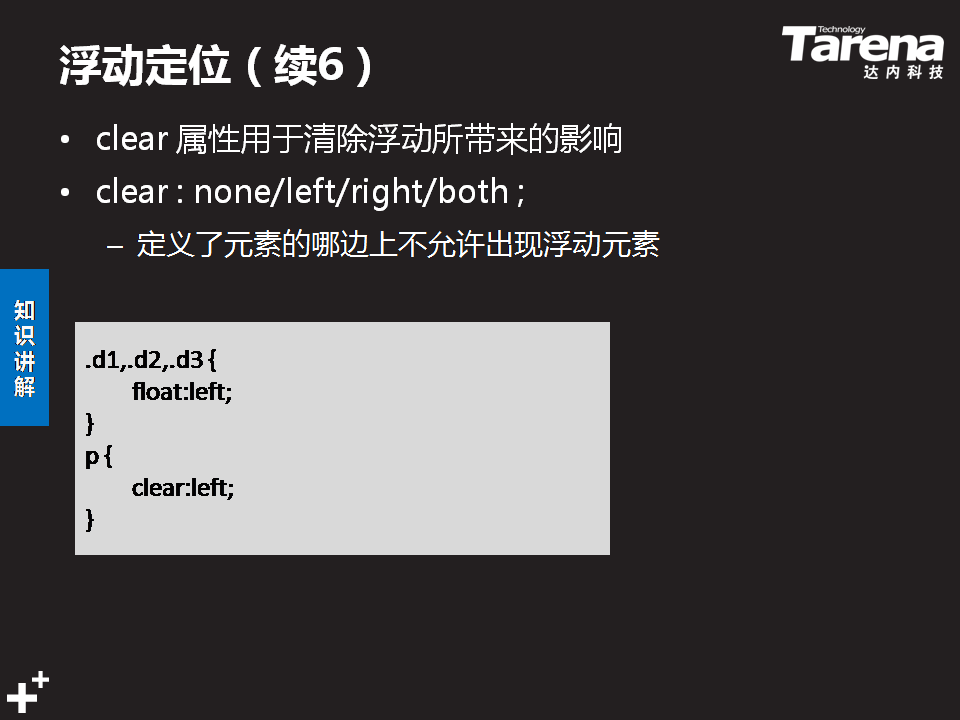 浮动定位（续6）
Technology
Tarena
达内科技
• clear 属性用于清除浮动所带来的影响
• clear : none/left/right/both ;
– 定义了元素的哪边上不允许出现浮动元素
知识讲解
.d1,.d2,.d3 {
float:left;
}
p {
clear:left;
}